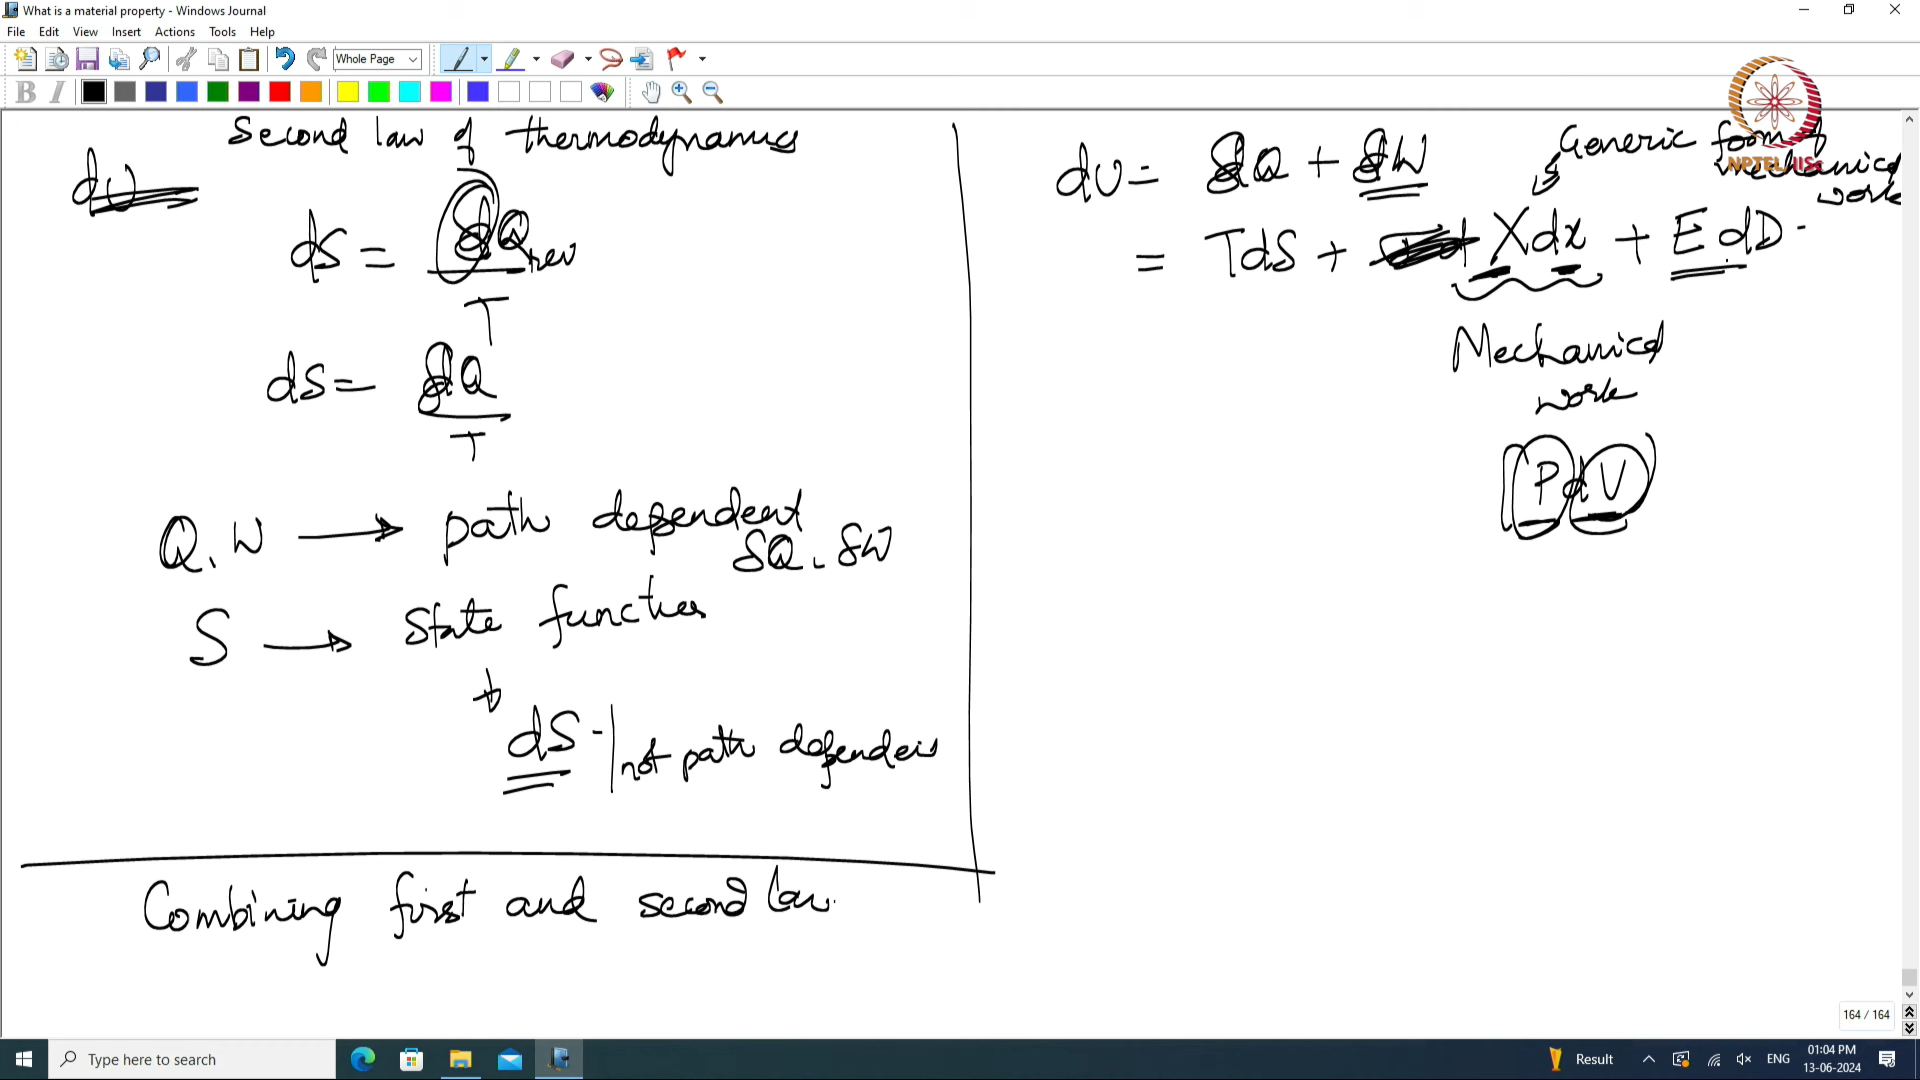 What is a material property - Windows Journal
File Edit View Insert Actions Tools Help
Whole Page
B I
Second law of thermodynamics
dU
dS = δQrev
T
dS = δQ
T
Q, W → path dependent
δQ, δW
S → State function
↓
dS - | not path dependent
Combining first and second law.
dU = δQ + δW
Generic form of
mechanical
work
= TdS + Xdx + EdD.
Mechanical
work
(PdV)
NPTEL IISc
164 / 164
Type here to search
Result
ENG
01:04 PM
13-06-2024